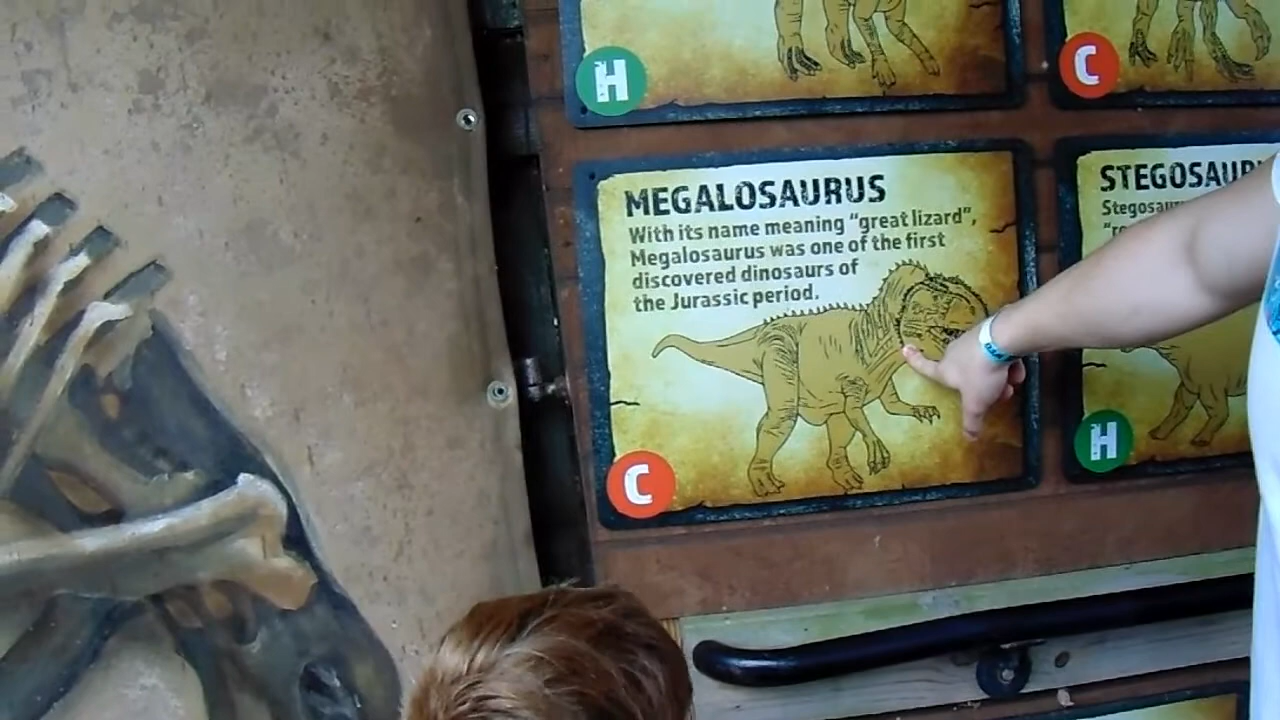 H
C
MEGALOSAURUS
With its name meaning "great lizard",
Megalosaurus was one of the first
discovered dinosaurs of
the Jurassic period.
C
Stegosaur
H